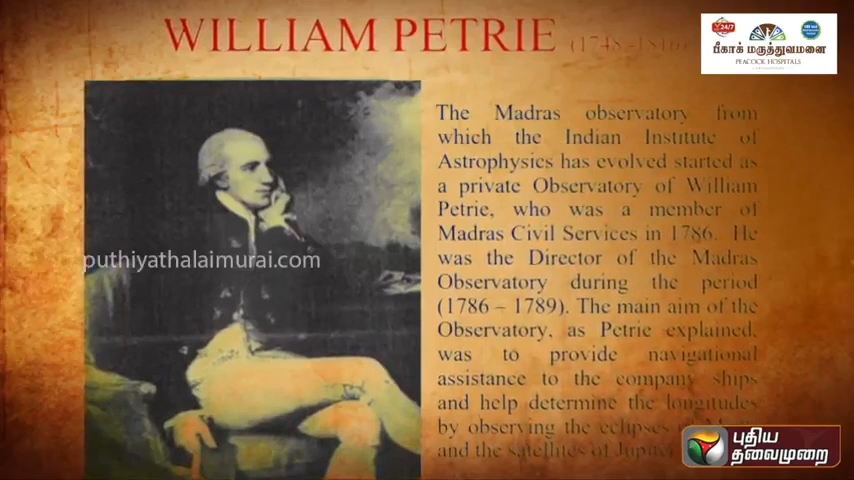 WILLIAM PETRIE (1748-1816)
24/7
பீகாக் மருத்துவமனை
PEACOCK HOSPITALS
The Madras observatory from
which the Indian Institute of
Astrophysics has evolved started as
a private Observatory of William
Petrie, who was a member of
Madras Civil Services in 1786. He
was the Director of the Madras
Observatory during the period
(1786 – 1789). The main aim of the
Observatory, as Petrie explained,
was to provide navigational
assistance to the company ships
and help determine the longitudes
by observing the eclipses of
and the satellites of Jupiter
puthiyathalaimurai.com
புதிய
தலைமுறை